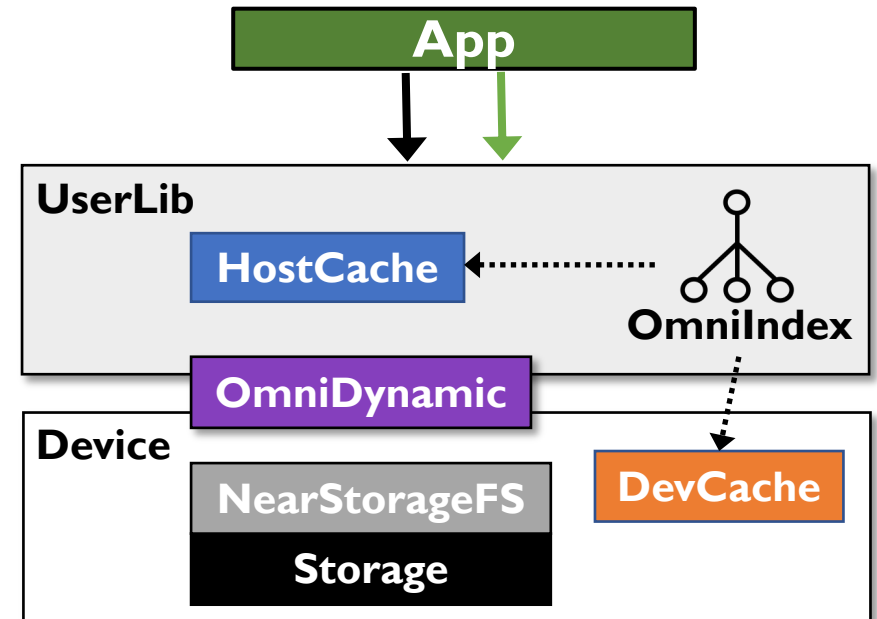 App
UserLib
HostCache
OmniIndex
OmniDynamic
Device
NearStorageFS
DevCache
Storage